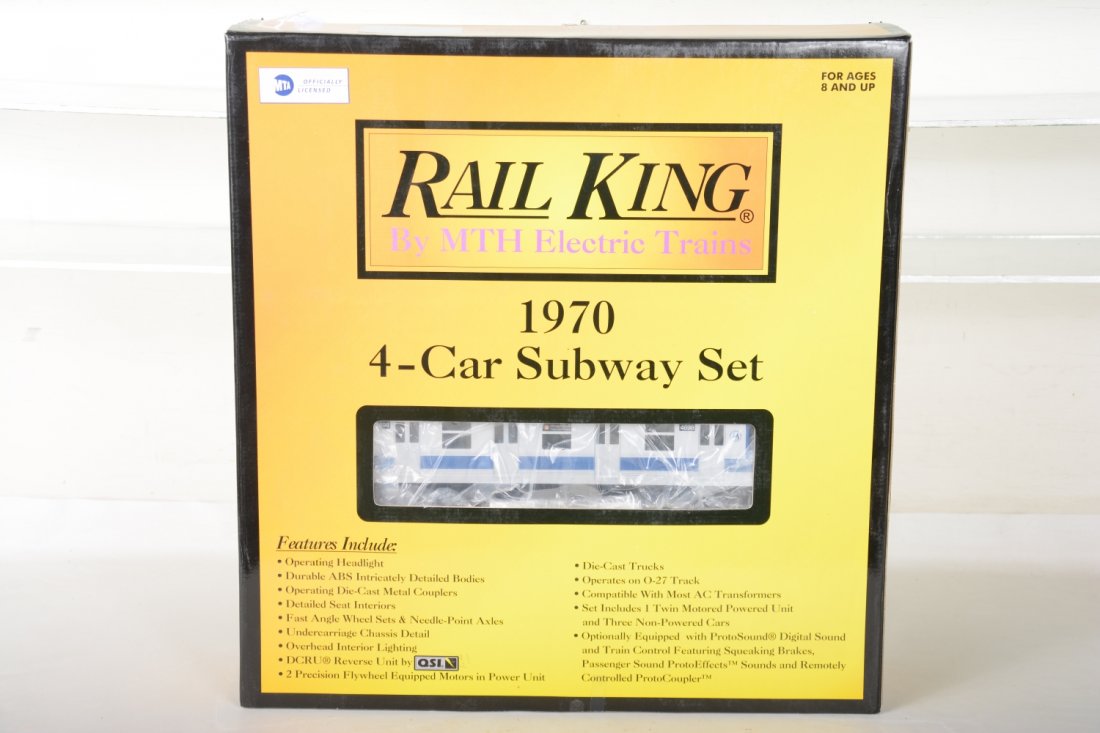 MTA OFFICIALLY
LICENSED
FOR AGES
8 AND UP
RAIL KING®
By MTH Electric Trains
1970
4-Car Subway Set
Features Include:
• Operating Headlight
• Durable ABS Intricately Detailed Bodies
• Operating Die-Cast Metal Couplers
• Detailed Seat Interiors
• Fast Angle Wheel Sets & Needle-Point Axles
• Undercarriage Chassis Detail
• Overhead Interior Lighting
• DCRU® Reverse Unit by QSI
• 2 Precision Flywheel Equipped Motors in Power Unit
• Die-Cast Trucks
• Operates on O-27 Track
• Compatible With Most AC Transformers
• Set Includes 1 Twin Motored Powered Unit
and Three Non-Powered Cars
• Optionally Equipped with ProtoSound® Digital Sound
and Train Control Featuring Squeaking Brakes,
Passenger Sound ProtoEffects™ Sounds and Remotely
Controlled ProtoCoupler™